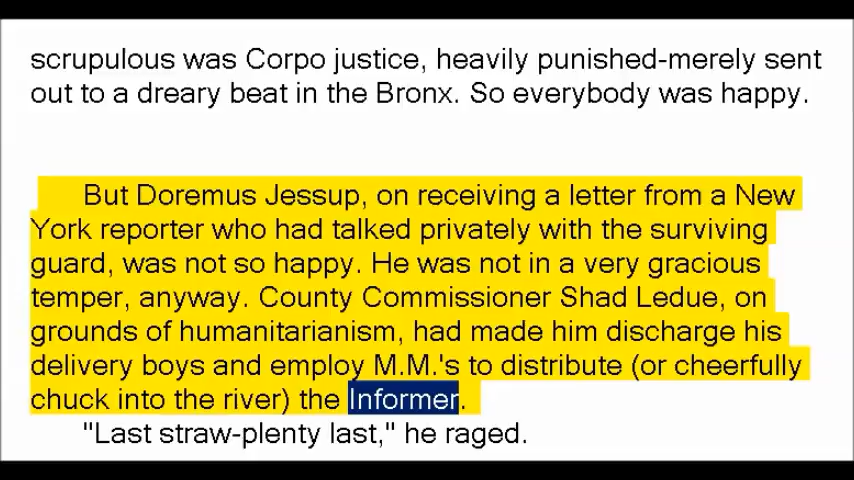 scrupulous was Corpo justice, heavily punished-merely sent
out to a dreary beat in the Bronx. So everybody was happy.
But Doremus Jessup, on receiving a letter from a New
York reporter who had talked privately with the surviving
guard, was not so happy. He was not in a very gracious
temper, anyway. County Commissioner Shad Ledue, on
grounds of humanitarianism, had made him discharge his
delivery boys and employ M.M.'s to distribute (or cheerfully
chuck into the river) the Informer.
"Last straw-plenty last," he raged.